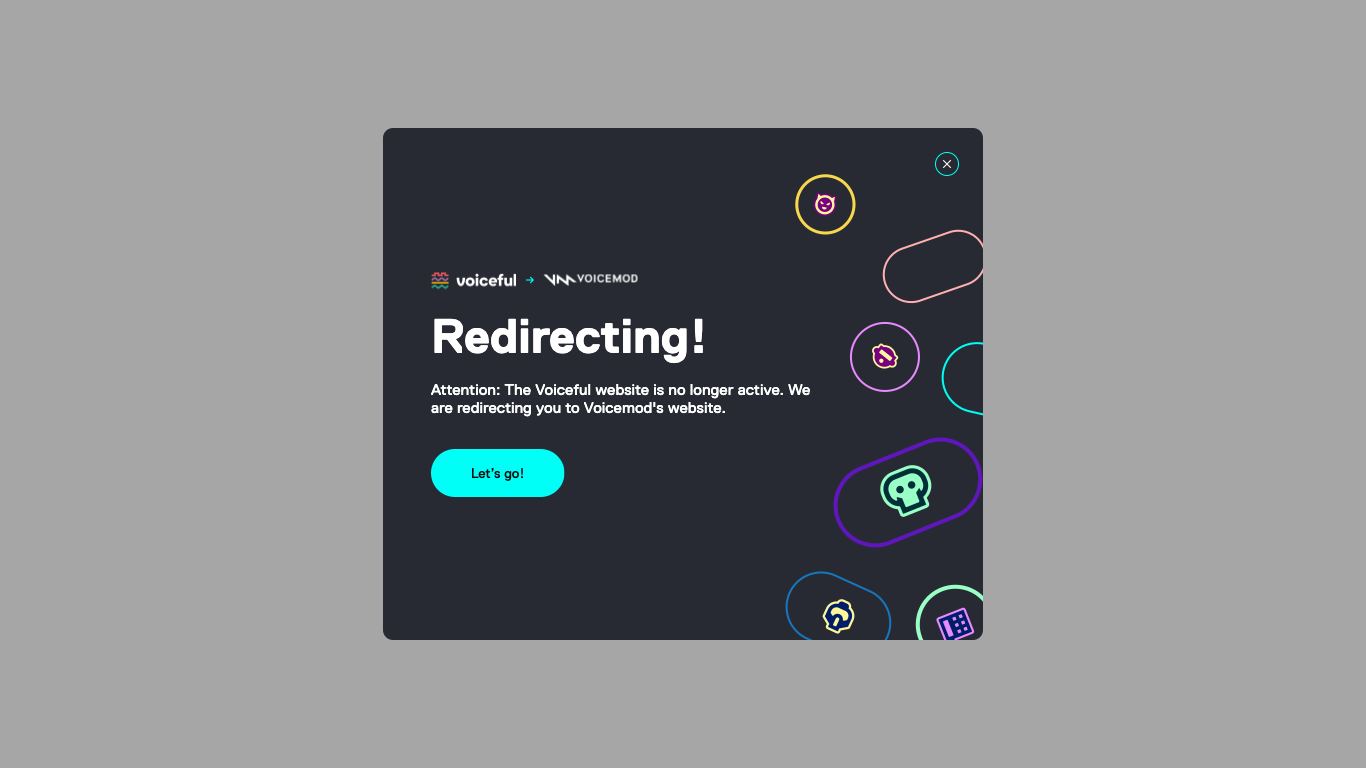 voiceful → VOICEMOD
Redirecting!
Attention: The Voiceful website is no longer active. We
are redirecting you to Voicemod's website.
Let's go!